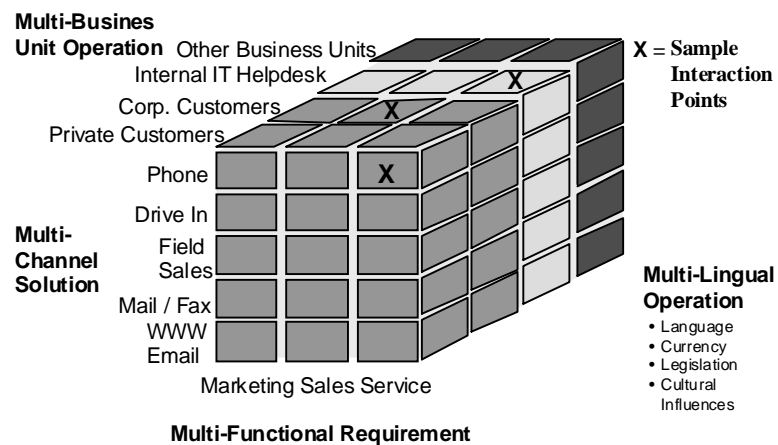 Multi-Busines
Unit Operation
Other Business Units
Internal IT Helpdesk
Corp. Customers
Private Customers
X = Sample
Interaction
Points
X
X
X
Phone
Drive In
Field
Sales
Mail / Fax
WWW
Email
Multi-
Channel
Solution
Multi-Lingual
Operation
• Language
• Currency
• Legislation
• Cultural
Influences
Marketing Sales Service
Multi-Functional Requirement